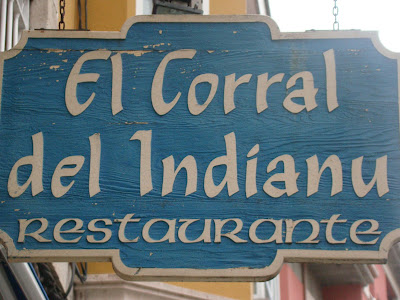 El Corral
del Indianu
RESTAURANTE